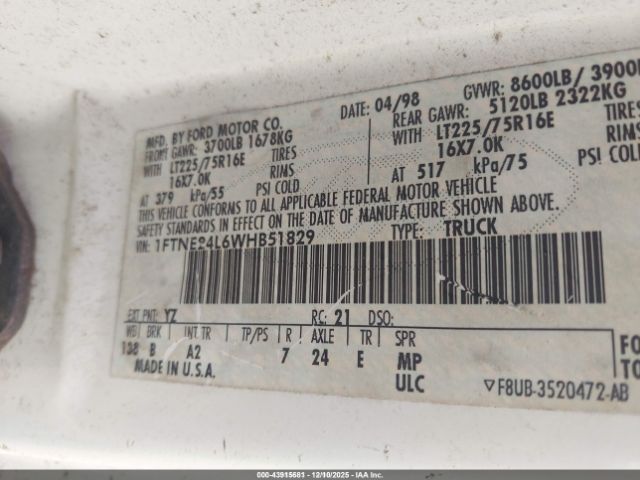 DATE: 04/98 GVWR: 8600LB/ 3900
MFD. BY FORD MOTOR CO.
FRONT GAWR: 3700LB 1678KG REAR GAWR: 5120LB 2322KG
WITH LT225/75R16E TIRES WITH LT225/75R16E TIRES
16X7.0K RIMS 16X7.0K RIMS
AT 379 kPa/55 PSI COLD AT 517 kPa/75 PSI COLD
THIS VEHICLE CONFORMS TO ALL APPLICABLE FEDERAL MOTOR VEHICLE
SAFETY STANDARDS IN EFFECT ON THE DATE OF MANUFACTURE SHOWN ABOVE.
VIN: 1FTNE24L6WHB51829 TYPE: TRUCK
EXT PNT: YZ RC: 21 DSO:
WB BRK INT TR TP/PS R AXLE TR SPR
138 B A2 7 24 E MP
MADE IN U.S.A. ULC
▽F8UB-3520472-AB
FO
TO
000-43915681 - 12/10/2025 - IAA Inc.